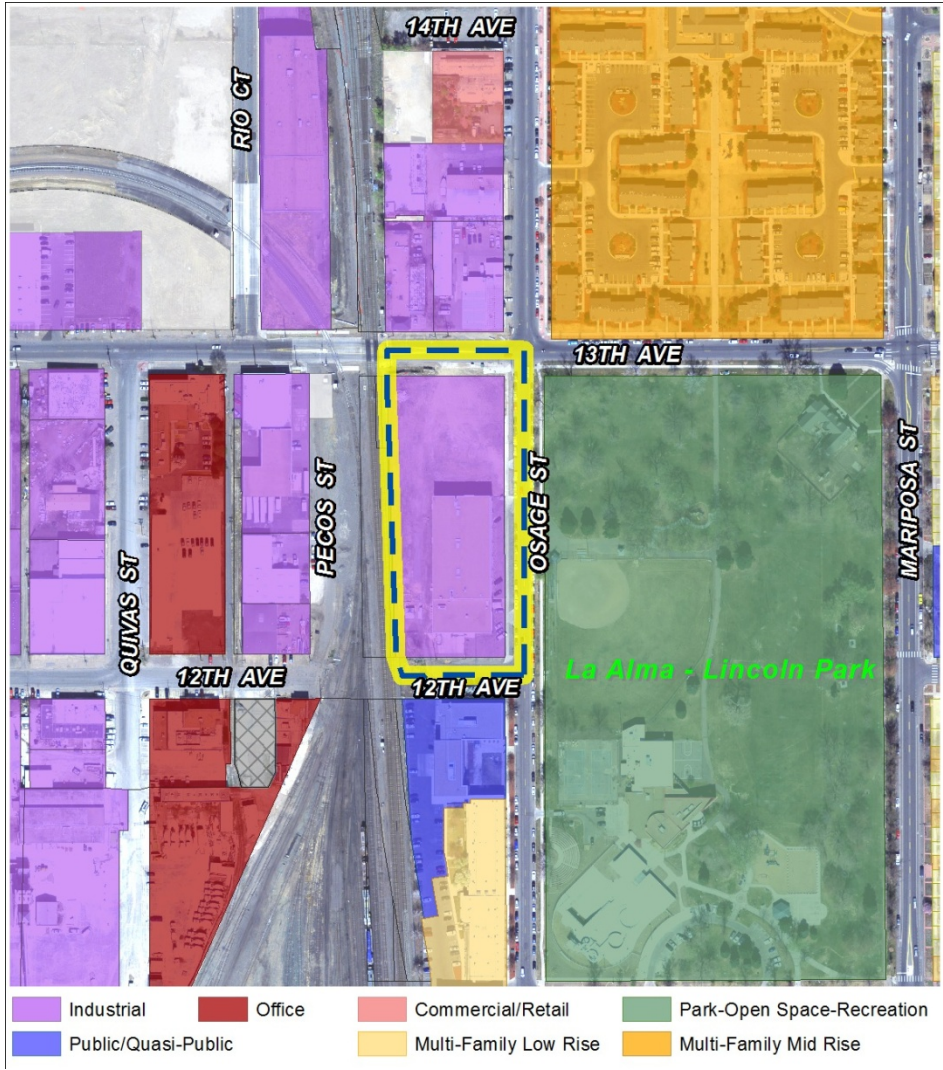 14TH AVE
RIO CT
13TH AVE
PECOS ST
OSAGE ST
MARIPOSA ST
QUIVAS ST
12TH AVE
12TH AVE
La Alma - Lincoln Park
Industrial
Office
Commercial/Retail
Park-Open Space-Recreation
Public/Quasi-Public
Multi-Family Low Rise
Multi-Family Mid Rise